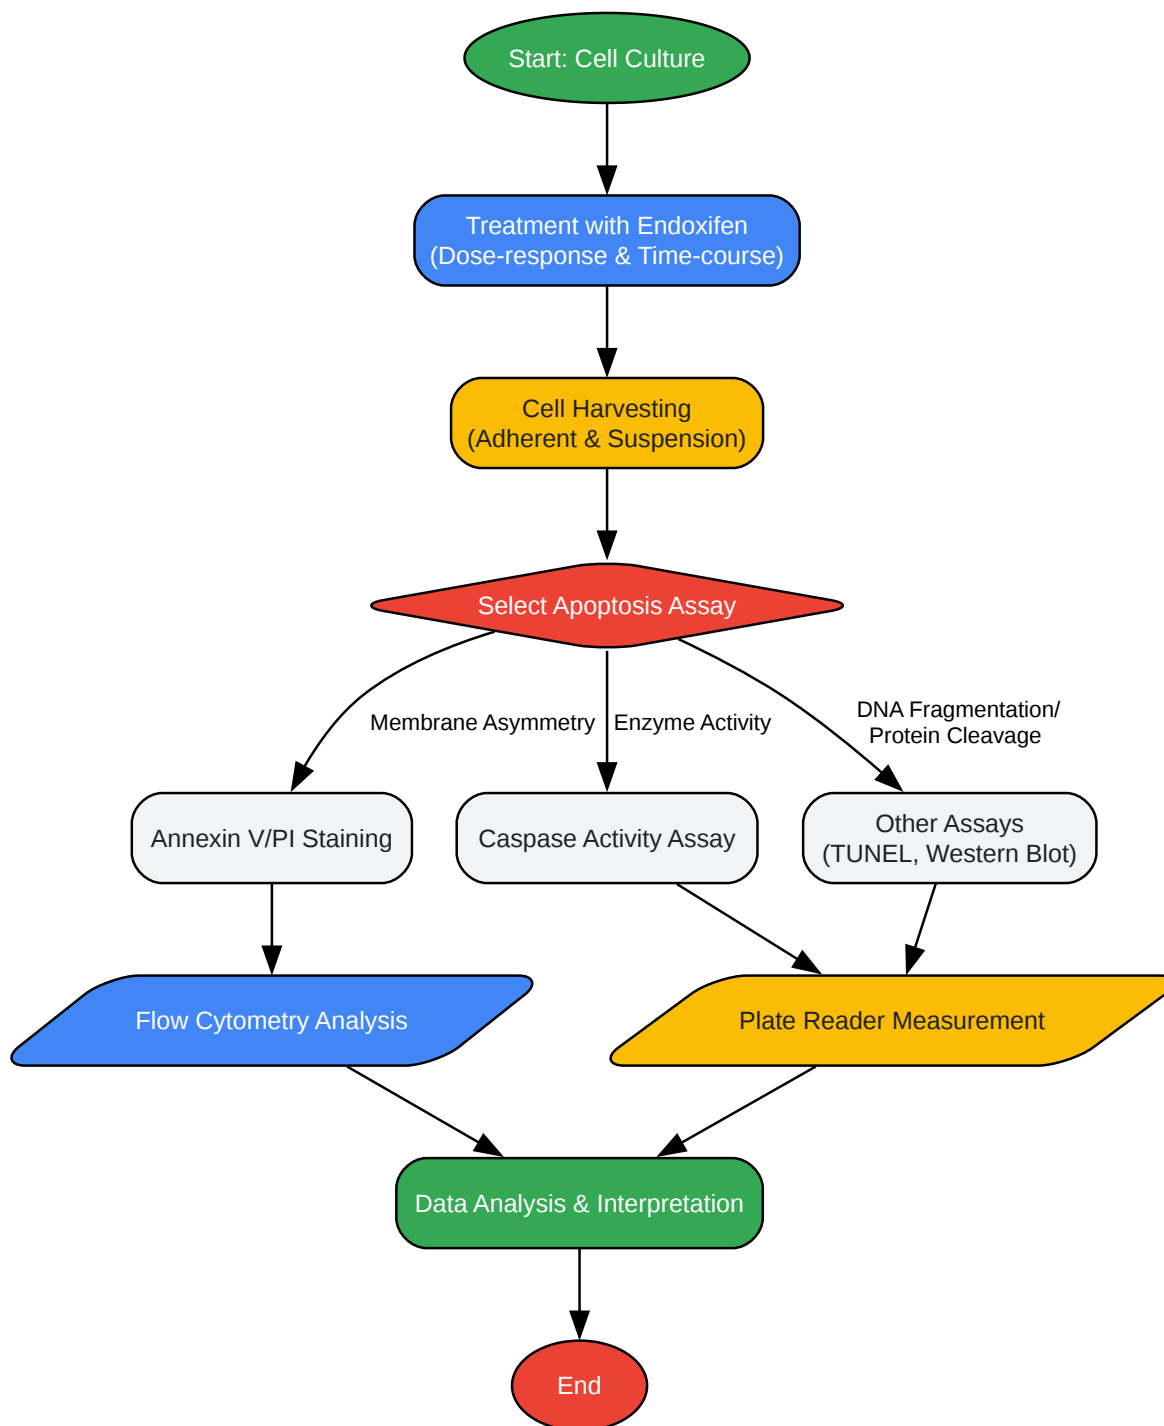 Start: Cell Culture
Treatment with Endoxifen
(Dose-response & Time-course)
Cell Harvesting
(Adherent & Suspension)
Select Apoptosis Assay
Membrane Asymmetry
Enzyme Activity
DNA Fragmentation/
Protein Cleavage
Annexin V/PI Staining
Caspase Activity Assay
Other Assays
(TUNEL, Western Blot)
Flow Cytometry Analysis
Plate Reader Measurement
Data Analysis & Interpretation
End